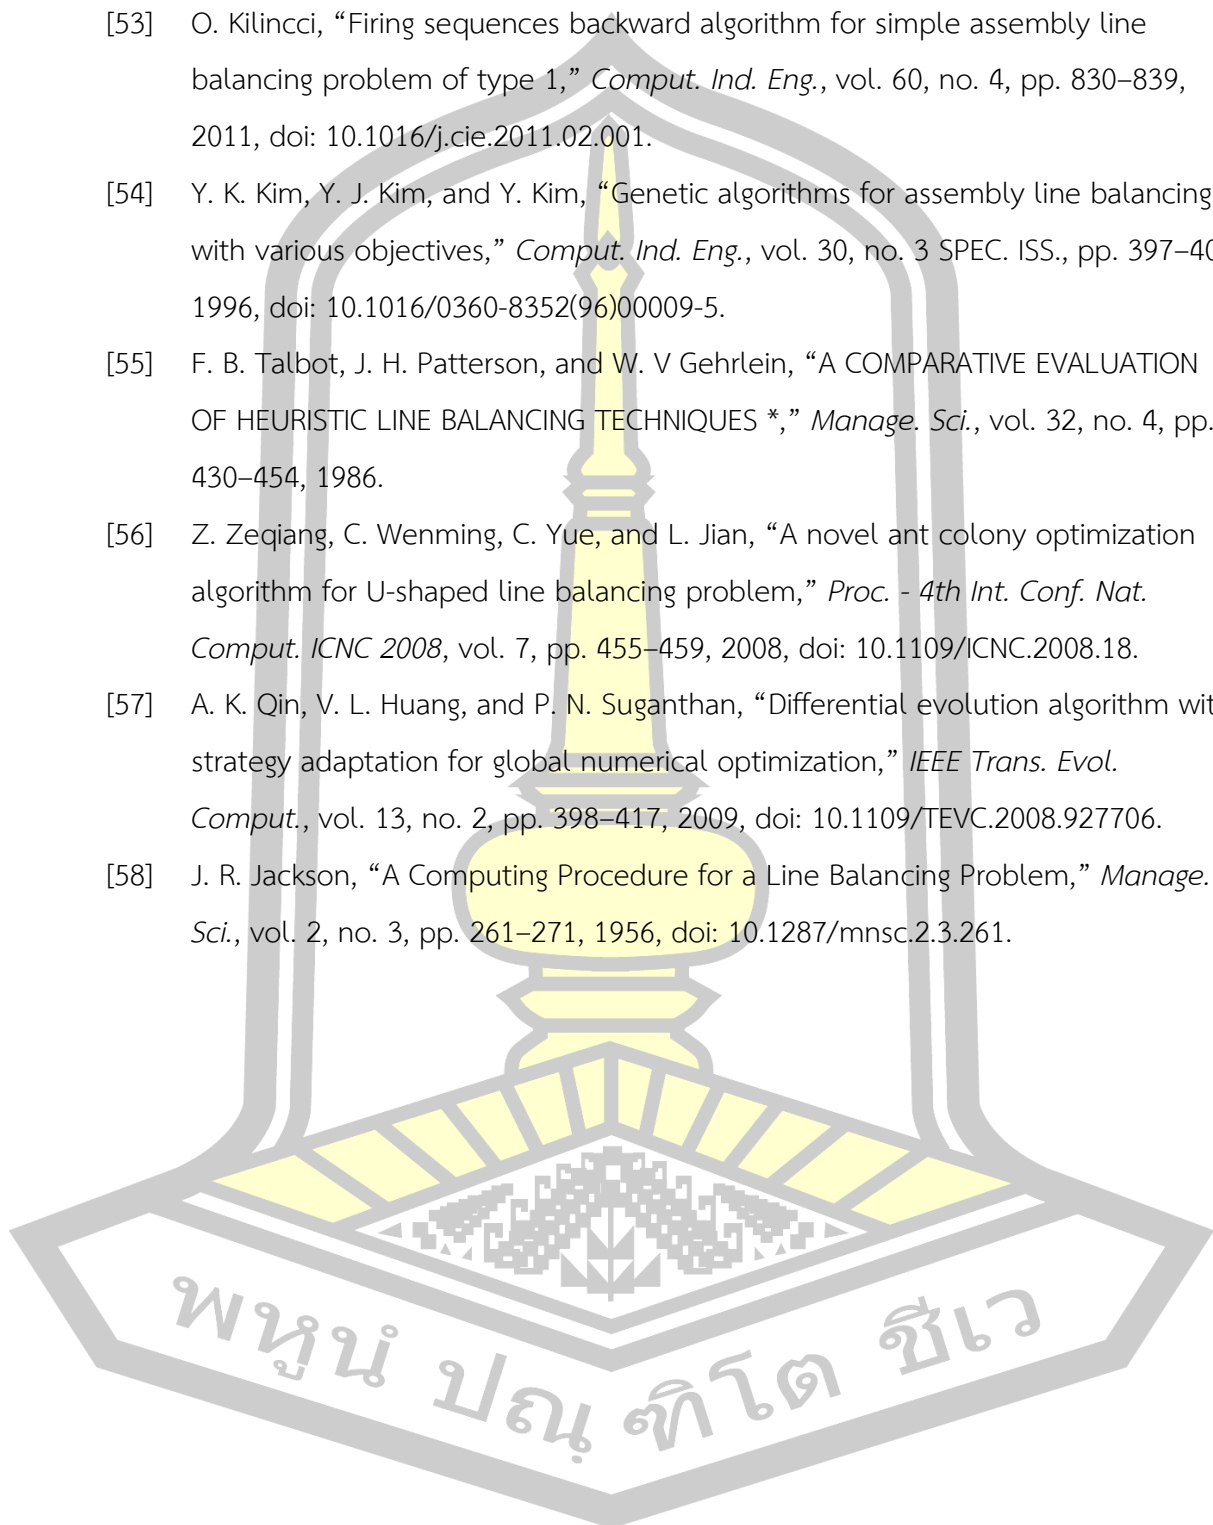 [53] O. Kilincci, “Firing sequences backward algorithm for simple assembly line
balancing problem of type 1,” Comput. Ind. Eng., vol. 60, no. 4, pp. 830–839,
2011, doi: 10.1016/j.cie.2011.02.001.
[54] Y. K. Kim, Y. J. Kim, and Y. Kim, “Genetic algorithms for assembly line balancing
with various objectives,” Comput. Ind. Eng., vol. 30, no. 3 SPEC. ISS., pp. 397–40
1996, doi: 10.1016/0360-8352(96)00009-5.
[55] F. B. Talbot, J. H. Patterson, and W. V Gehrlein, “A COMPARATIVE EVALUATION
OF HEURISTIC LINE BALANCING TECHNIQUES *,” Manage. Sci., vol. 32, no. 4, pp.
430–454, 1986.
[56] Z. Zeqiang, C. Wenming, C. Yue, and L. Jian, “A novel ant colony optimization
algorithm for U-shaped line balancing problem,” Proc. - 4th Int. Conf. Nat.
Comput. ICNC 2008, vol. 7, pp. 455–459, 2008, doi: 10.1109/ICNC.2008.18.
[57] A. K. Qin, V. L. Huang, and P. N. Suganthan, “Differential evolution algorithm wit
strategy adaptation for global numerical optimization,” IEEE Trans. Evol.
Comput., vol. 13, no. 2, pp. 398–417, 2009, doi: 10.1109/TEVC.2008.927706.
[58] J. R. Jackson, “A Computing Procedure for a Line Balancing Problem,” Manage.
Sci., vol. 2, no. 3, pp. 261–271, 1956, doi: 10.1287/mnsc.2.3.261.
พหูนํ ปณฺฑิโต ชีเว